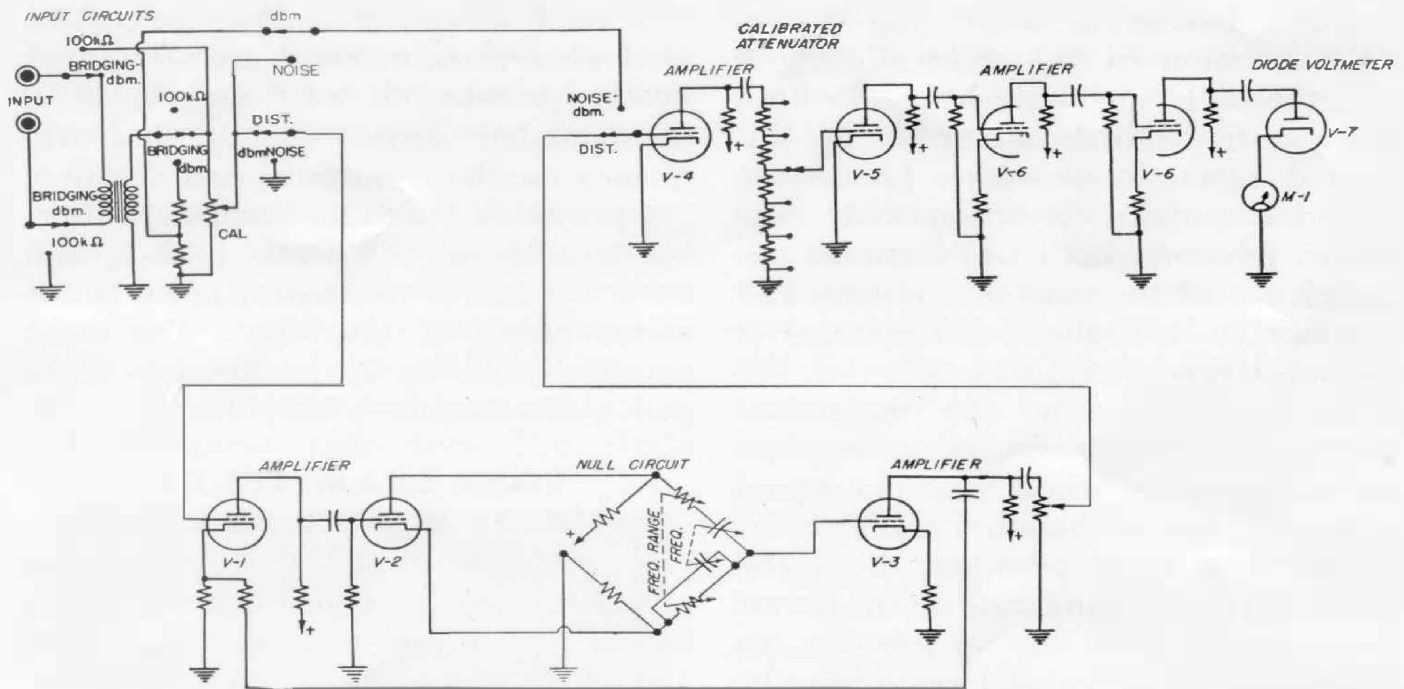 INPUT CIRCUITS
dbm
100kΩ
BRIDGING-
dbm.
NOISE
INPUT
100kΩ
DIST.
BRIDGING
dbm.
dbm NOISE
BRIDGING
dbm.
100kΩ
CAL.
NOISE
dbm.
DIST.
AMPLIFIER
V-4
+
CALIBRATED
ATTENUATOR
V-5
+
AMPLIFIER
V-6
+
V-6
+
DIODE VOLTMETER
V-7
M-1
AMPLIFIER
V-1
+
V-2
NULL CIRCUIT
+
FREQ. RANGE
FREQ.
AMPLIFIER
V-3
+